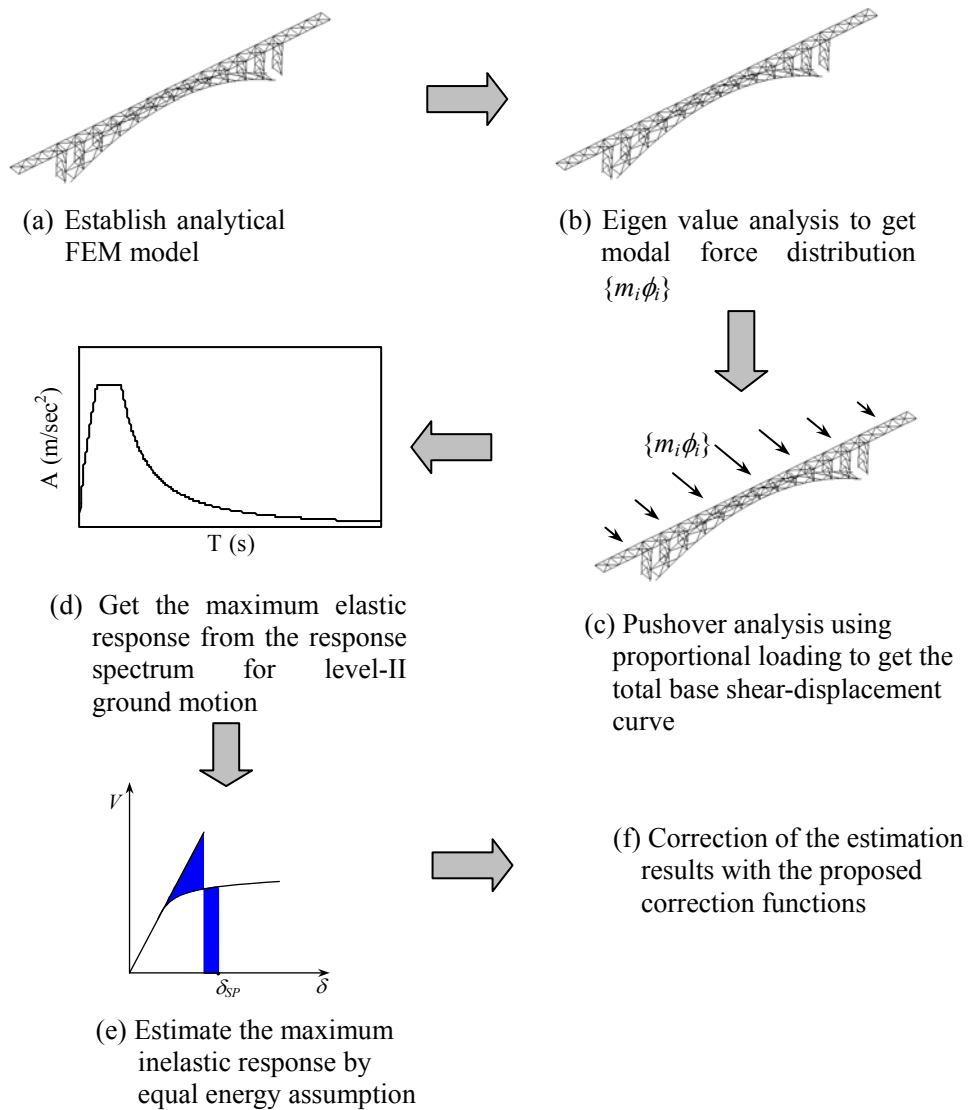 (a) Establish analytical
FEM model
(b) Eigen value analysis to get
modal force distribution
{m_iϕ_i}
{m_iϕ_i}
(c) Pushover analysis using
proportional loading to get the
total base shear-displacement
curve
A (m/sec²)
T (s)
(d) Get the maximum elastic
response from the response
spectrum for level-II
ground motion
V
δ_SP
δ
(e) Estimate the maximum
inelastic response by
equal energy assumption
(f) Correction of the estimation
results with the proposed
correction functions